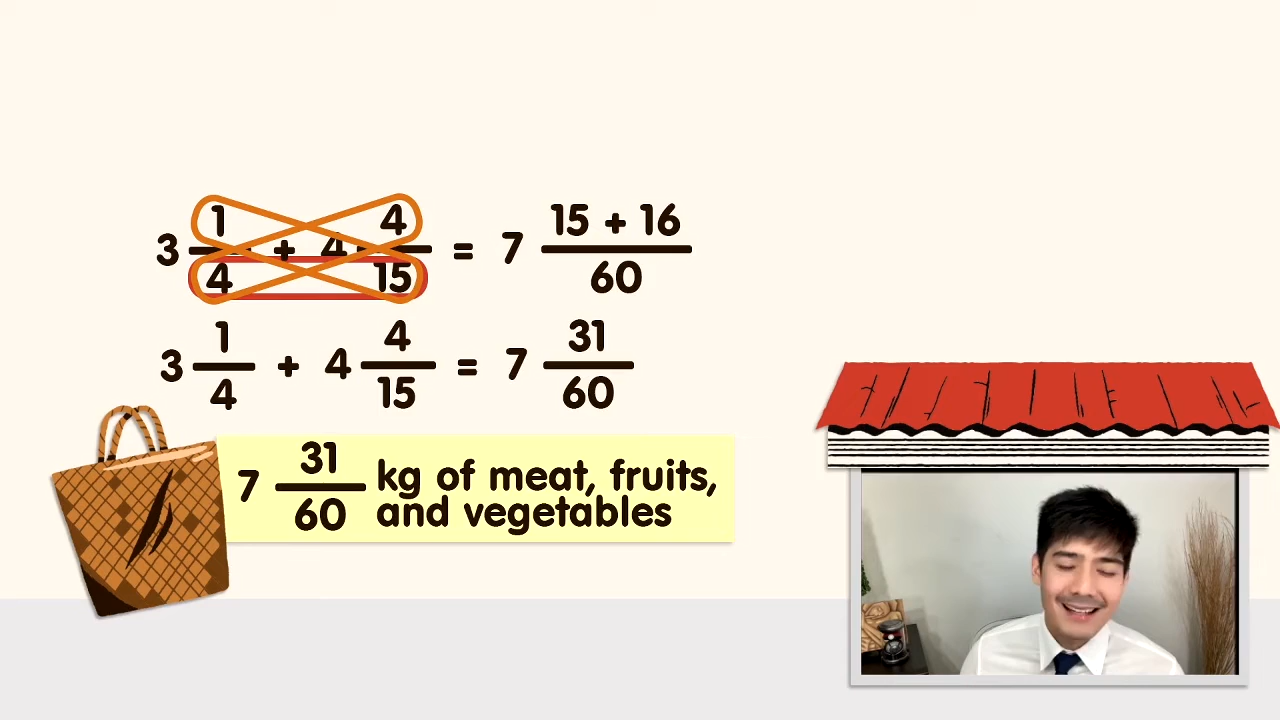 3 1/4 + 4 4/15 = 7 15 + 16/60
3 1/4 + 4 4/15 = 7 31/60
7 31/60 kg of meat, fruits,
and vegetables